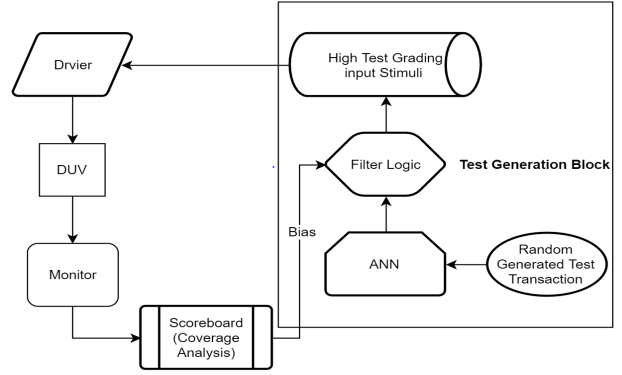 Drvier
High Test Grading
input Stimuli
DUV
Filter Logic
Test Generation Block
Bias
Monitor
ANN
Random
Generated Test
Transaction
Scoreboard
(Coverage
Analysis)